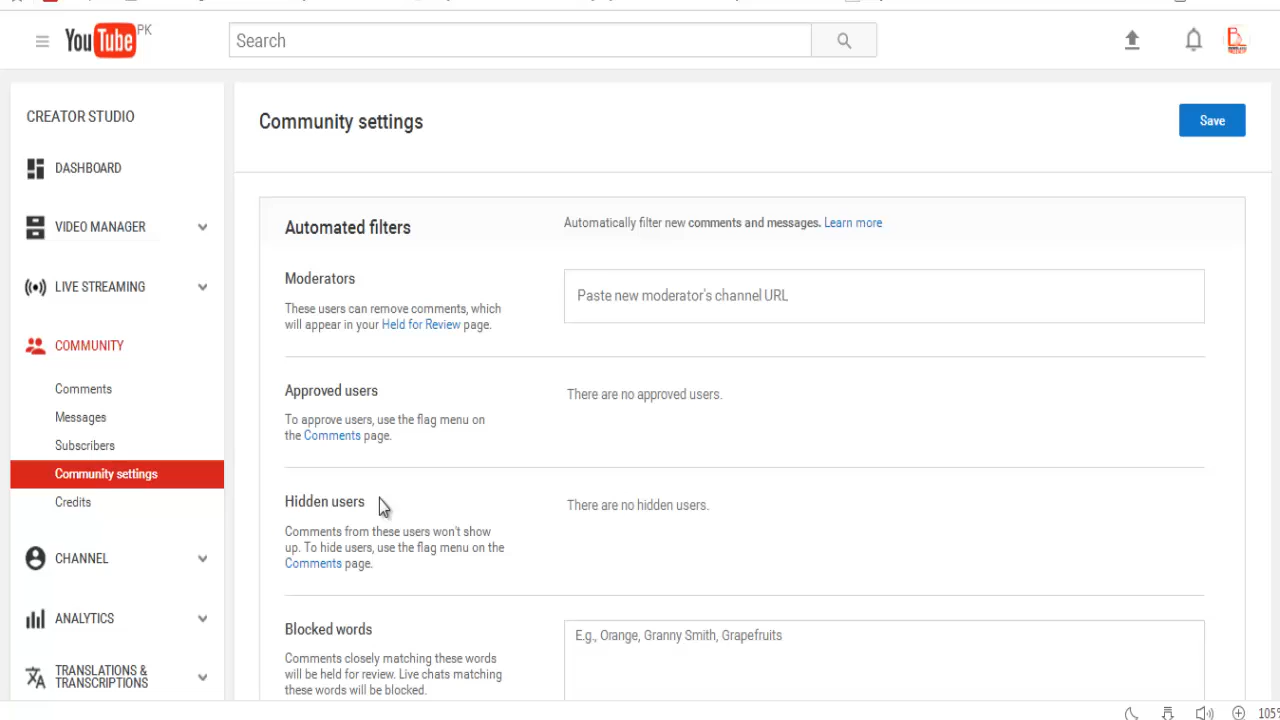 YouTube PK
Search
CREATOR STUDIO
DASHBOARD
VIDEO MANAGER
LIVE STREAMING
COMMUNITY
Comments
Messages
Subscribers
Community settings
Credits
CHANNEL
ANALYTICS
TRANSLATIONS &
TRANSCRIPTIONS
Community settings
Save
Automated filters
Automatically filter new comments and messages. Learn more
Moderators
These users can remove comments, which
will appear in your Held for Review page.
Paste new moderator's channel URL
Approved users
To approve users, use the flag menu on
the Comments page.
There are no approved users.
Hidden users
Comments from these users won't show
up. To hide users, use the flag menu on the
Comments page.
There are no hidden users.
Blocked words
Comments closely matching these words
will be held for review. Live chats matching
these words will be blocked.
E.g., Orange, Granny Smith, Grapefruits
105%